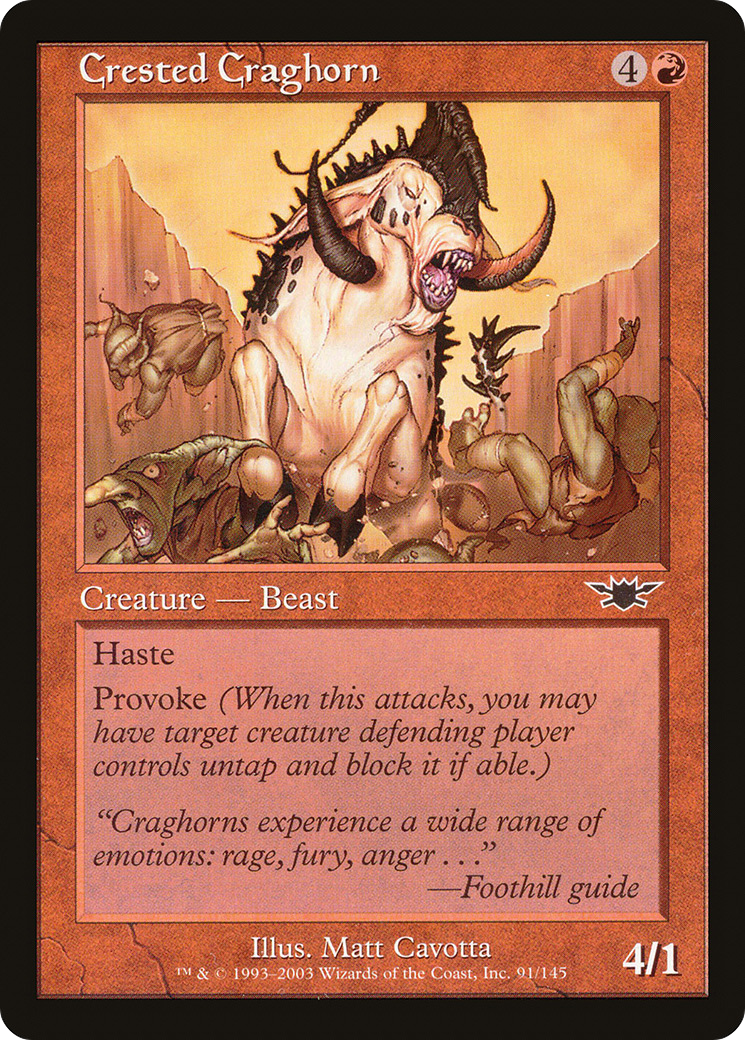 Crested Craghorn 4
Creature — Beast
Haste
Provoke (When this attacks, you may
have target creature defending player
controls untap and block it if able.)
“Craghorns experience a wide range of
emotions: rage, fury, anger . . .”
—Foothill guide
Illus. Matt Cavotta
™ & © 1993–2003 Wizards of the Coast, Inc. 91/145
4/1